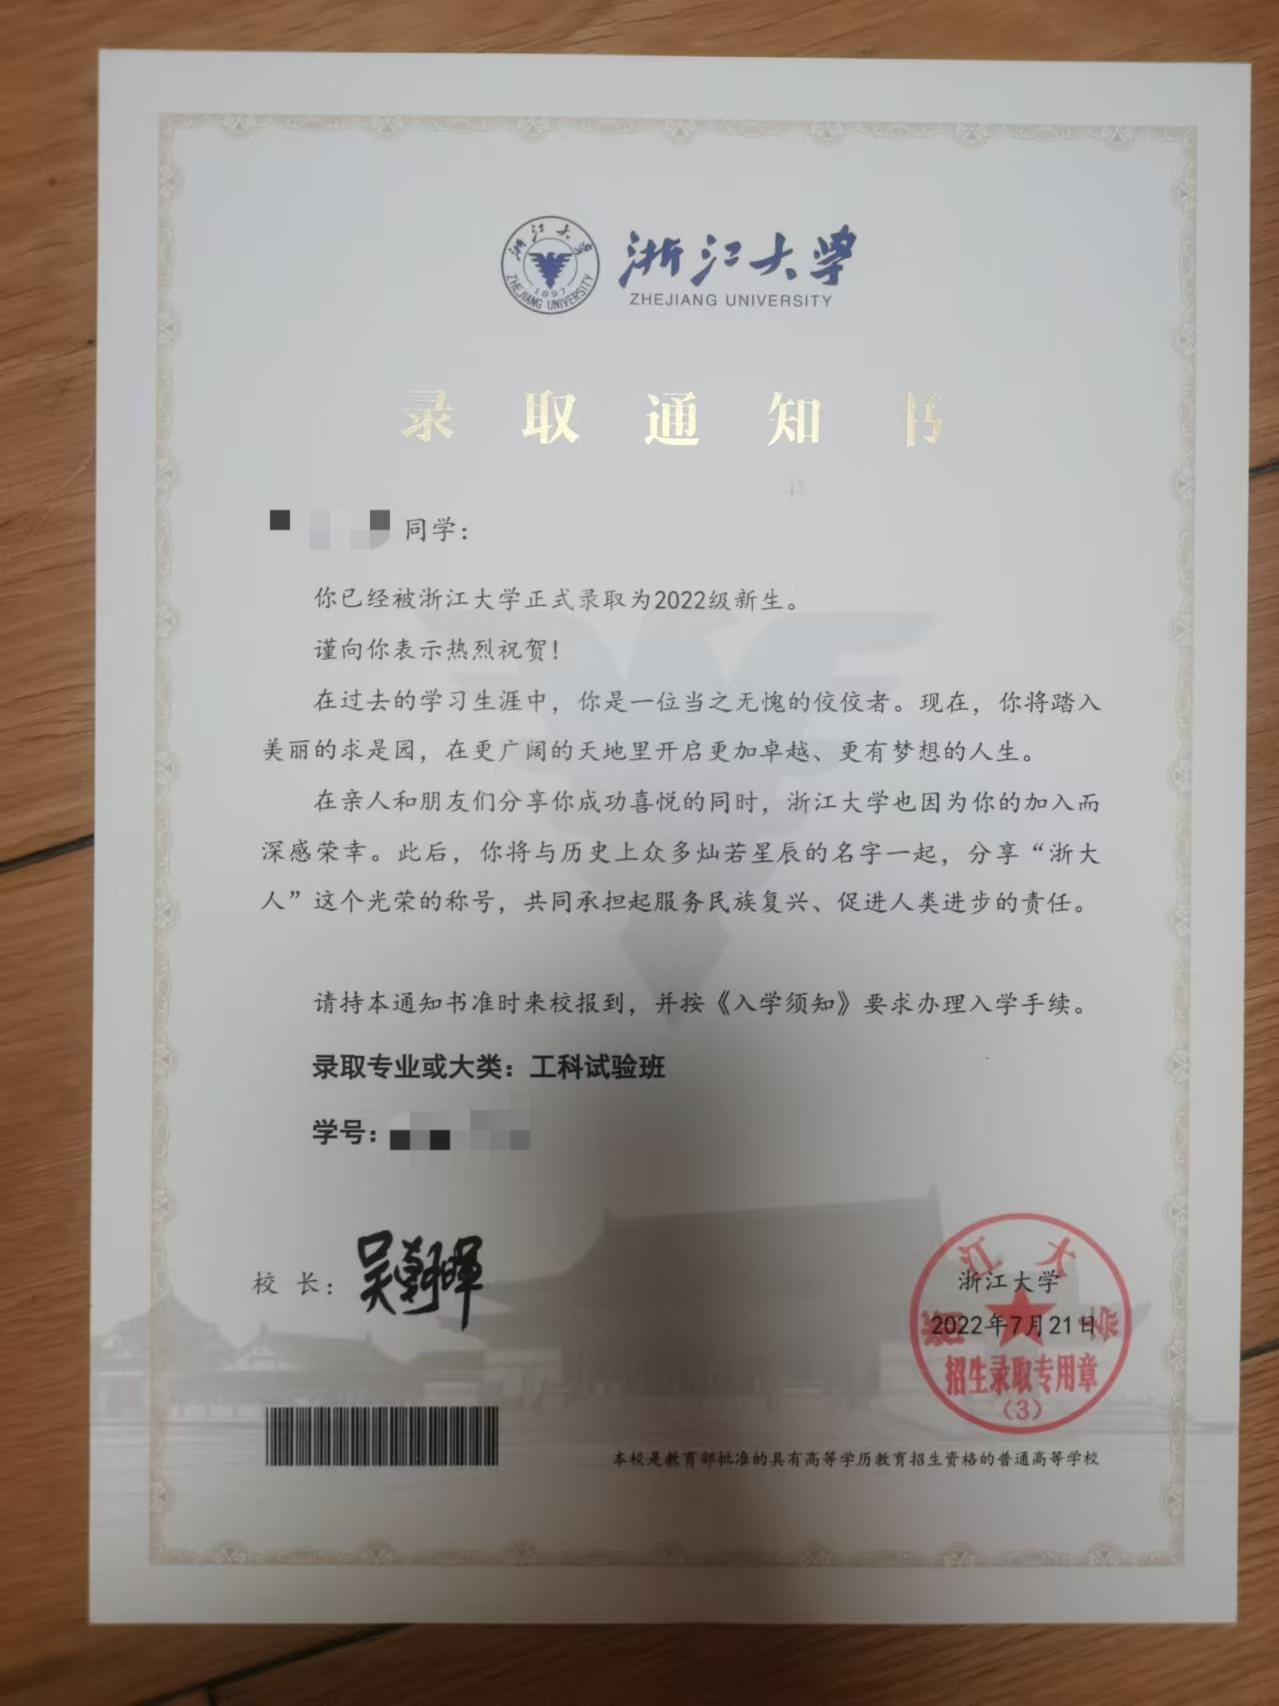 浙江大学
ZHEJIANG UNIVERSITY
1897
浙江大学
ZHEJIANG UNIVERSITY
录取通知书
同学：
你已经被浙江大学正式录取为2022级新生。
谨向你表示热烈祝贺！
在过去的学习生涯中，你是一位当之无愧的佼佼者。现在，你将踏入
美丽的求是园，在更广阔的天地里开启更加卓越、更有梦想的人生。
在亲人和朋友们分享你成功喜悦的同时，浙江大学也因为你的加入而
深感荣幸。此后，你将与历史上众多灿若星辰的名字一起，分享“浙大
人”这个光荣的称号，共同承担起服务民族复兴、促进人类进步的责任。
请持本通知书准时来校报到，并按《入学须知》要求办理入学手续。
录取专业或大类：工科试验班
学号：
校 长：吴朝晖
浙江大学
浙江大学
2022年7月21日
招生录取专用章
（3）
本校是教育部批准的具有高等学历教育招生资格的普通高等学校